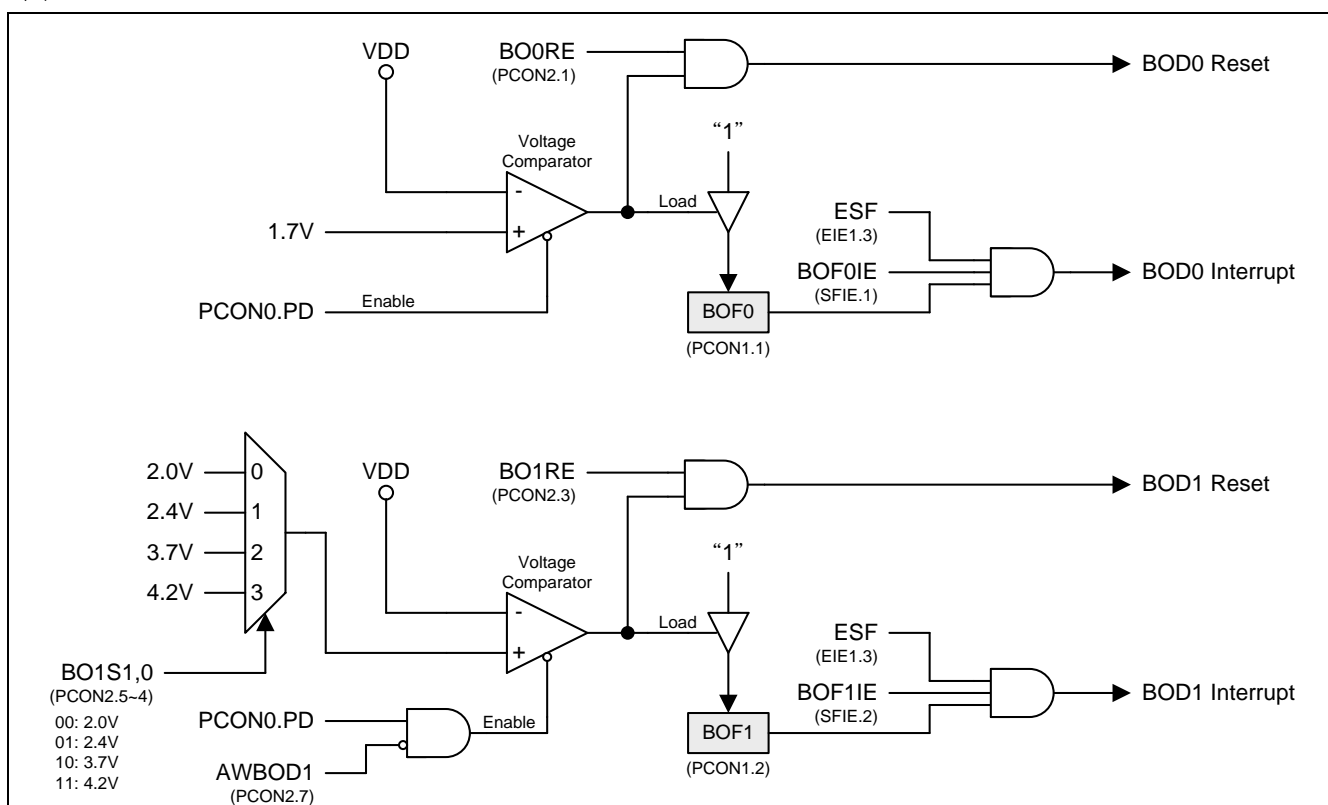 VDD
BO0RE
(PCON2.1)
BOD0 Reset
Voltage
Comparator
“1”
-
Load
ESF
(EIE1.3)
1.7V
+
BOF0IE
(SFIE.1)
BOD0 Interrupt
PCON0.PD
Enable
BOF0
(PCON1.1)
2.0V
0
VDD
BO1RE
(PCON2.3)
BOD1 Reset
2.4V
1
3.7V
2
Voltage
Comparator
“1”
4.2V
3
-
Load
ESF
(EIE1.3)
+
BO1S1,0
(PCON2.5~4)
00: 2.0V
01: 2.4V
10: 3.7V
11: 4.2V
BOF1IE
(SFIE.2)
BOD1 Interrupt
PCON0.PD
Enable
BOF1
(PCON1.2)
AWBOD1
(PCON2.7)